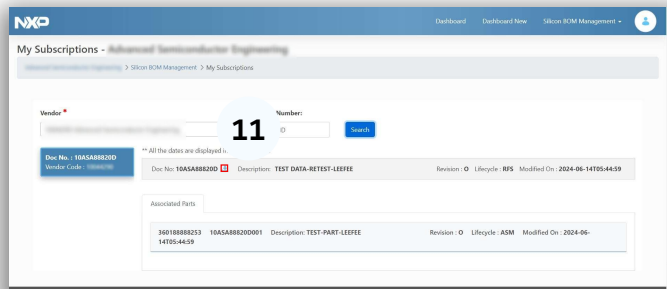 NXP
Dashboard Dashboard New Silicon BOM Management
My Subscriptions -
> Silicon BOM Management > My Subscriptions
Vendor * Number:
11
Search
Doc No. : 10ASA88820D
Vendor Code :
** All the dates are displayed
Doc No: 10ASA88820D Description: TEST DATA-RETEST-LEEFEE Revision : O Lifecycle : RFS Modified On : 2024-06-14T05:44:59
Associated Parts
360188888253 10ASA88820D001 Description: TEST-PART-LEEFEE Revision : O Lifecycle : ASM Modified On : 2024-06-
14T05:44:59